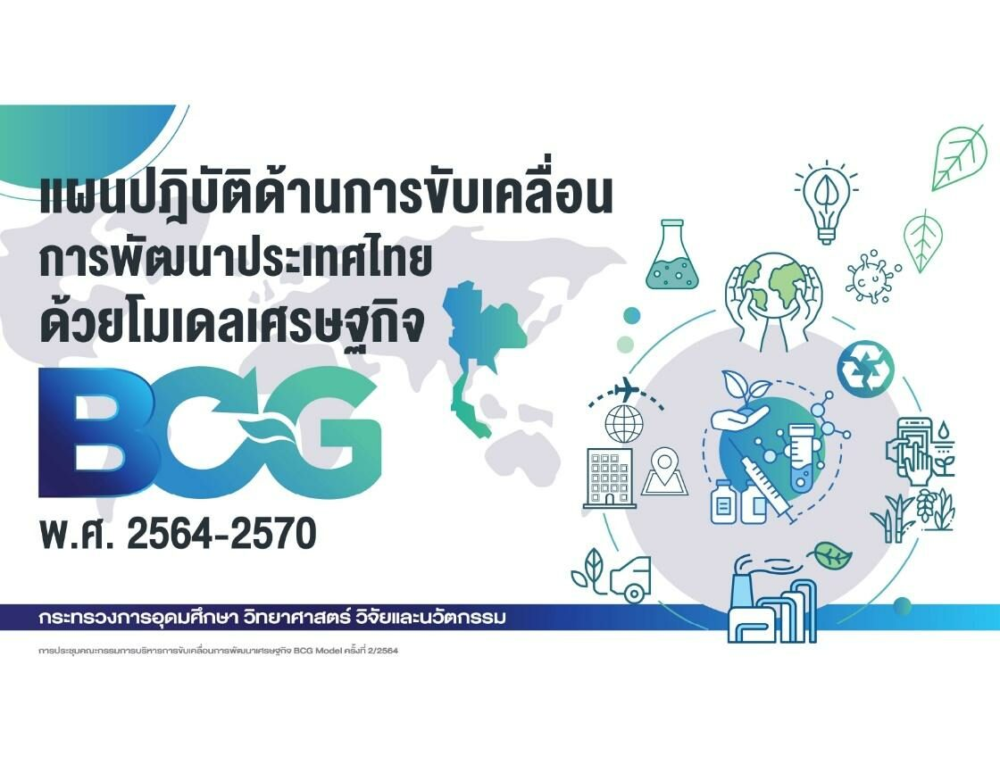 แผนปฏิบัติด้านการขับเคลื่อน
การพัฒนาประเทศไทย
ด้วยโมเดลเศรษฐกิจ
BCG
พ.ศ. 2564-2570
กระทรวงการอุดมศึกษา วิทยาศาสตร์ วิจัยและนวัตกรรม
การประชุมคณะกรรมการบริหารการขับเคลื่อนการพัฒนาเศรษฐกิจ BCG Model ครั้งที่ 2/2564